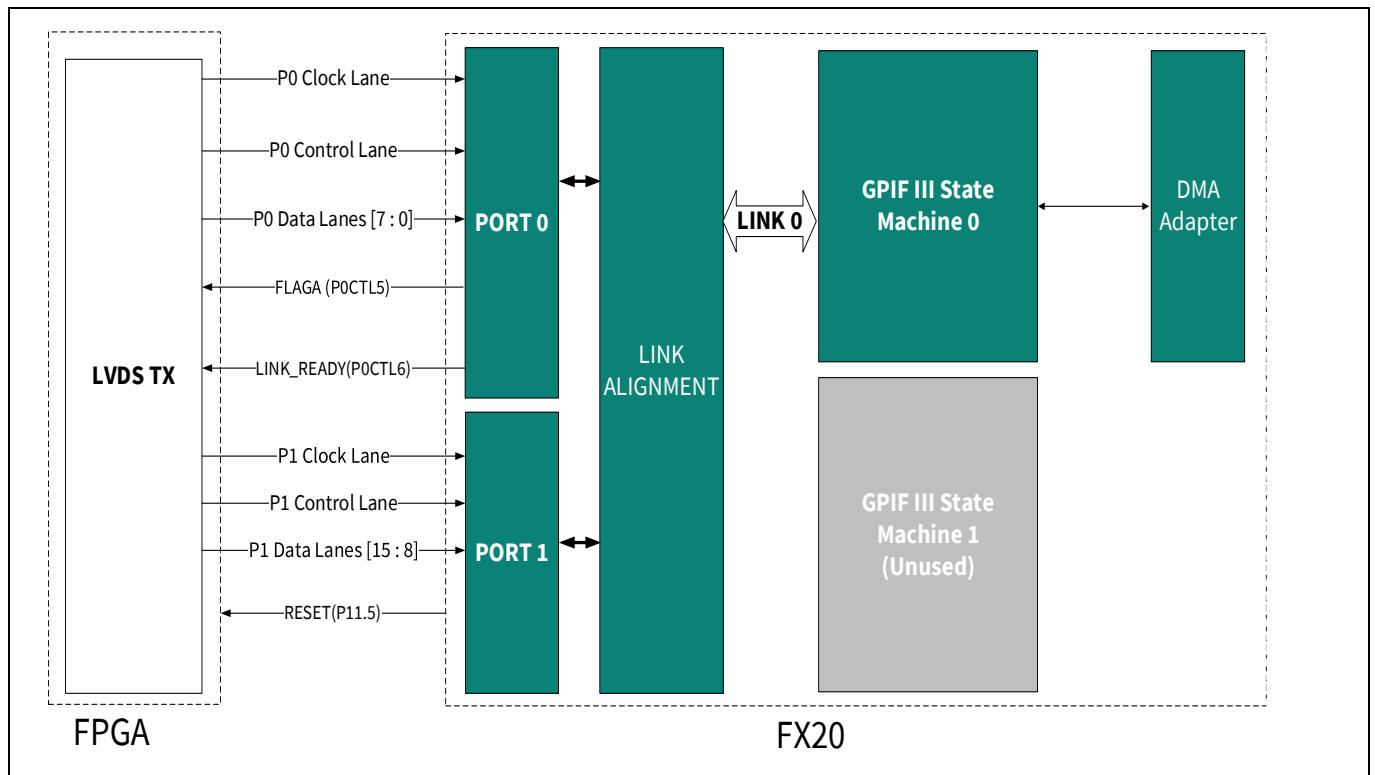 P0 Clock Lane
P0 Control Lane
P0 Data Lanes [7 : 0]
FLAGA (P0CTL5)
LINK_READY(P0CTL6)
LVDS TX
P1 Clock Lane
P1 Control Lane
P1 Data Lanes [15 : 8]
RESET(P11.5)
FPGA
PORT 0
PORT 1
LINK
ALIGNMENT
LINK 0
GPIF III State
Machine 0
GPIF III State
Machine 1
(Unused)
DMA
Adapter
FX20